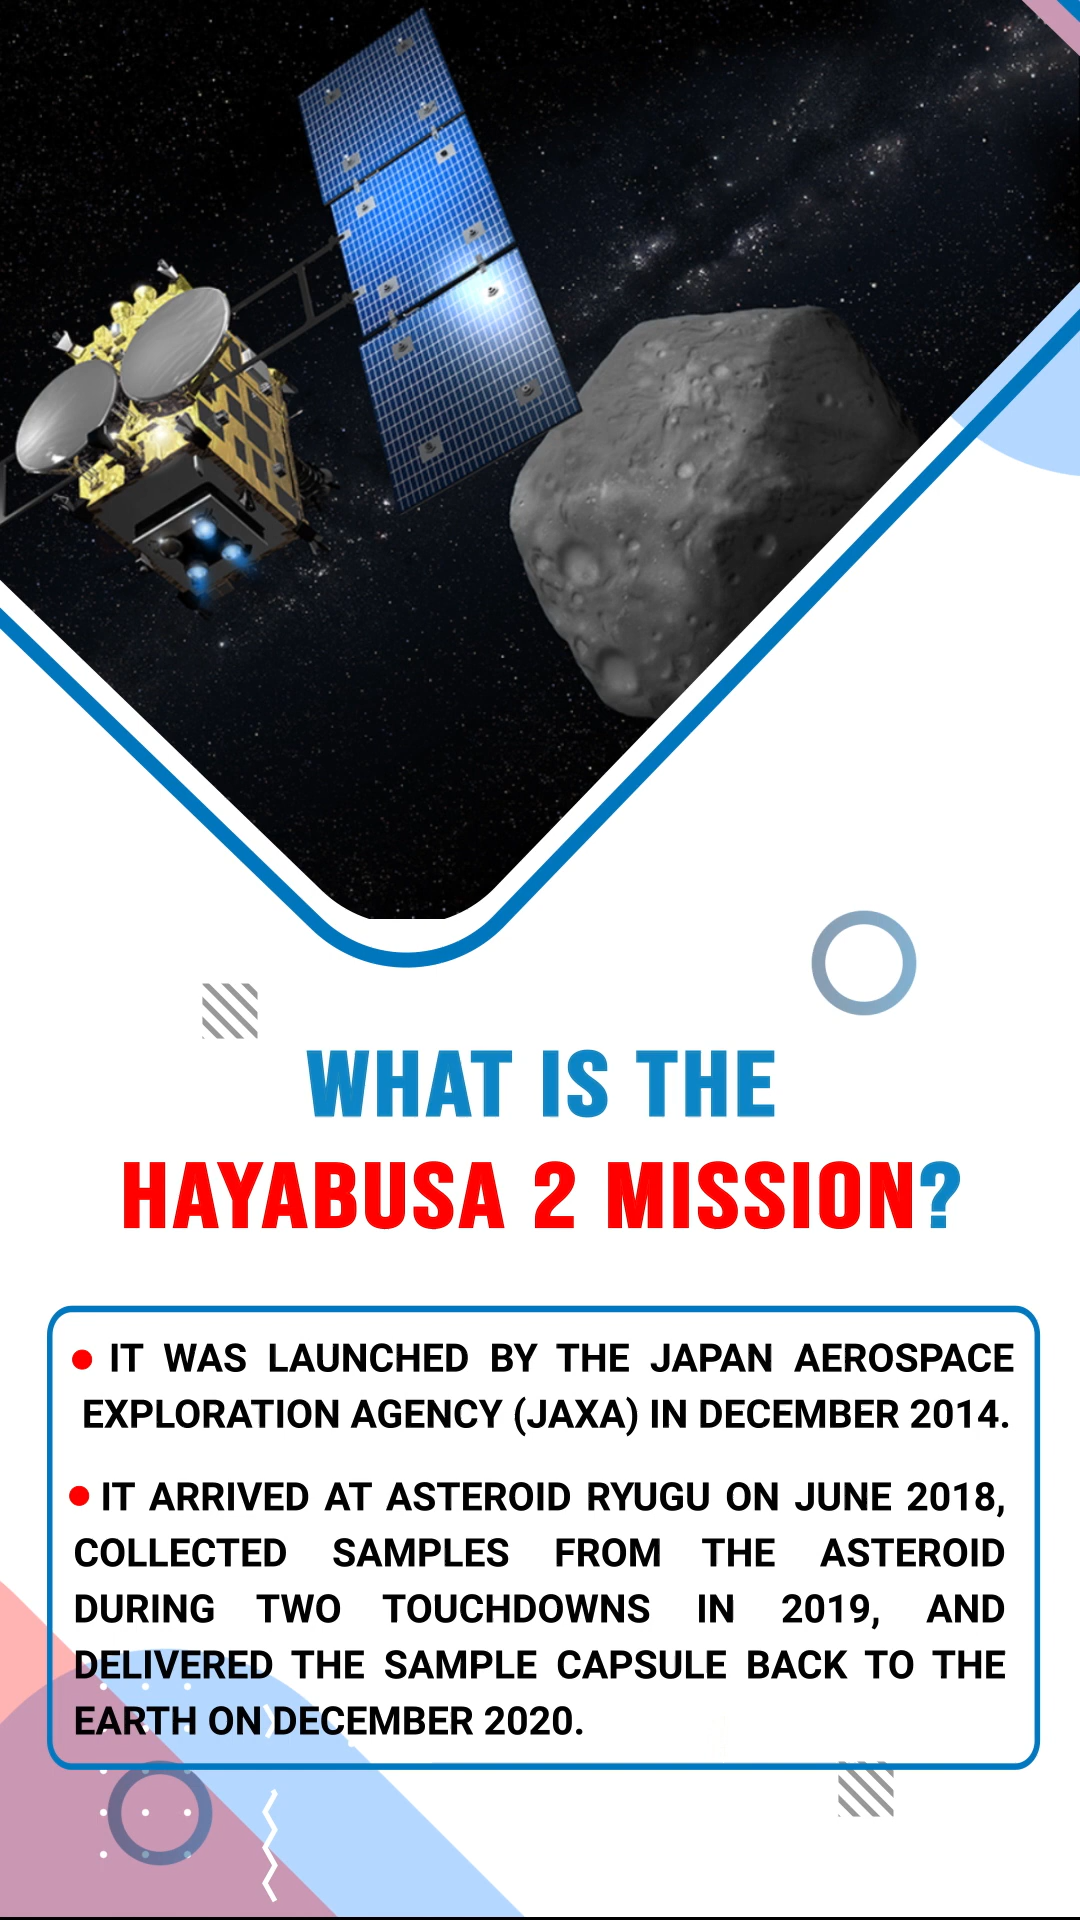 WHAT IS THE
HAYABUSA 2 MISSION?
• IT WAS LAUNCHED BY THE JAPAN AEROSPACE
EXPLORATION AGENCY (JAXA) IN DECEMBER 2014.
• IT ARRIVED AT ASTEROID RYUGU ON JUNE 2018,
COLLECTED SAMPLES FROM THE ASTEROID
DURING TWO TOUCHDOWNS IN 2019, AND
DELIVERED THE SAMPLE CAPSULE BACK TO THE
EARTH ON DECEMBER 2020.